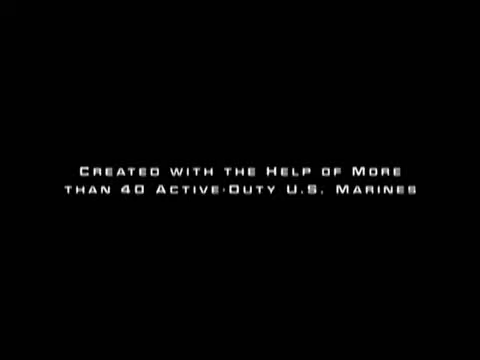 Created with the Help of More
than 40 Active-Duty U.S. Marines